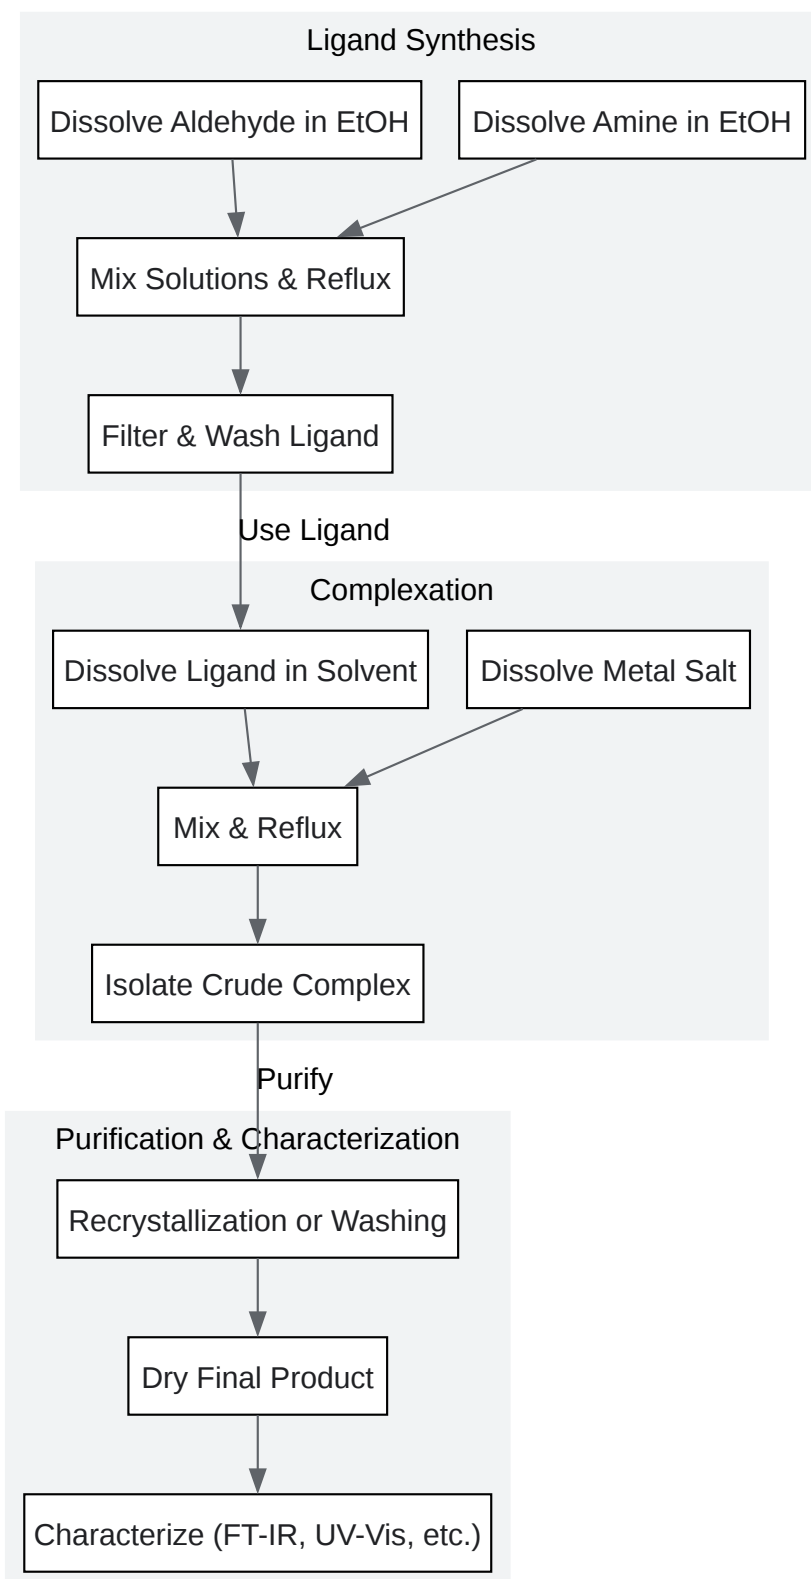 Ligand Synthesis
Dissolve Aldehyde in EtOH
Dissolve Amine in EtOH
Mix Solutions & Reflux
Filter & Wash Ligand
Use Ligand
Complexation
Dissolve Ligand in Solvent
Dissolve Metal Salt
Mix & Reflux
Isolate Crude Complex
Purify
Purification & Characterization
Recrystallization or Washing
Dry Final Product
Characterize (FT-IR, UV-Vis, etc.)